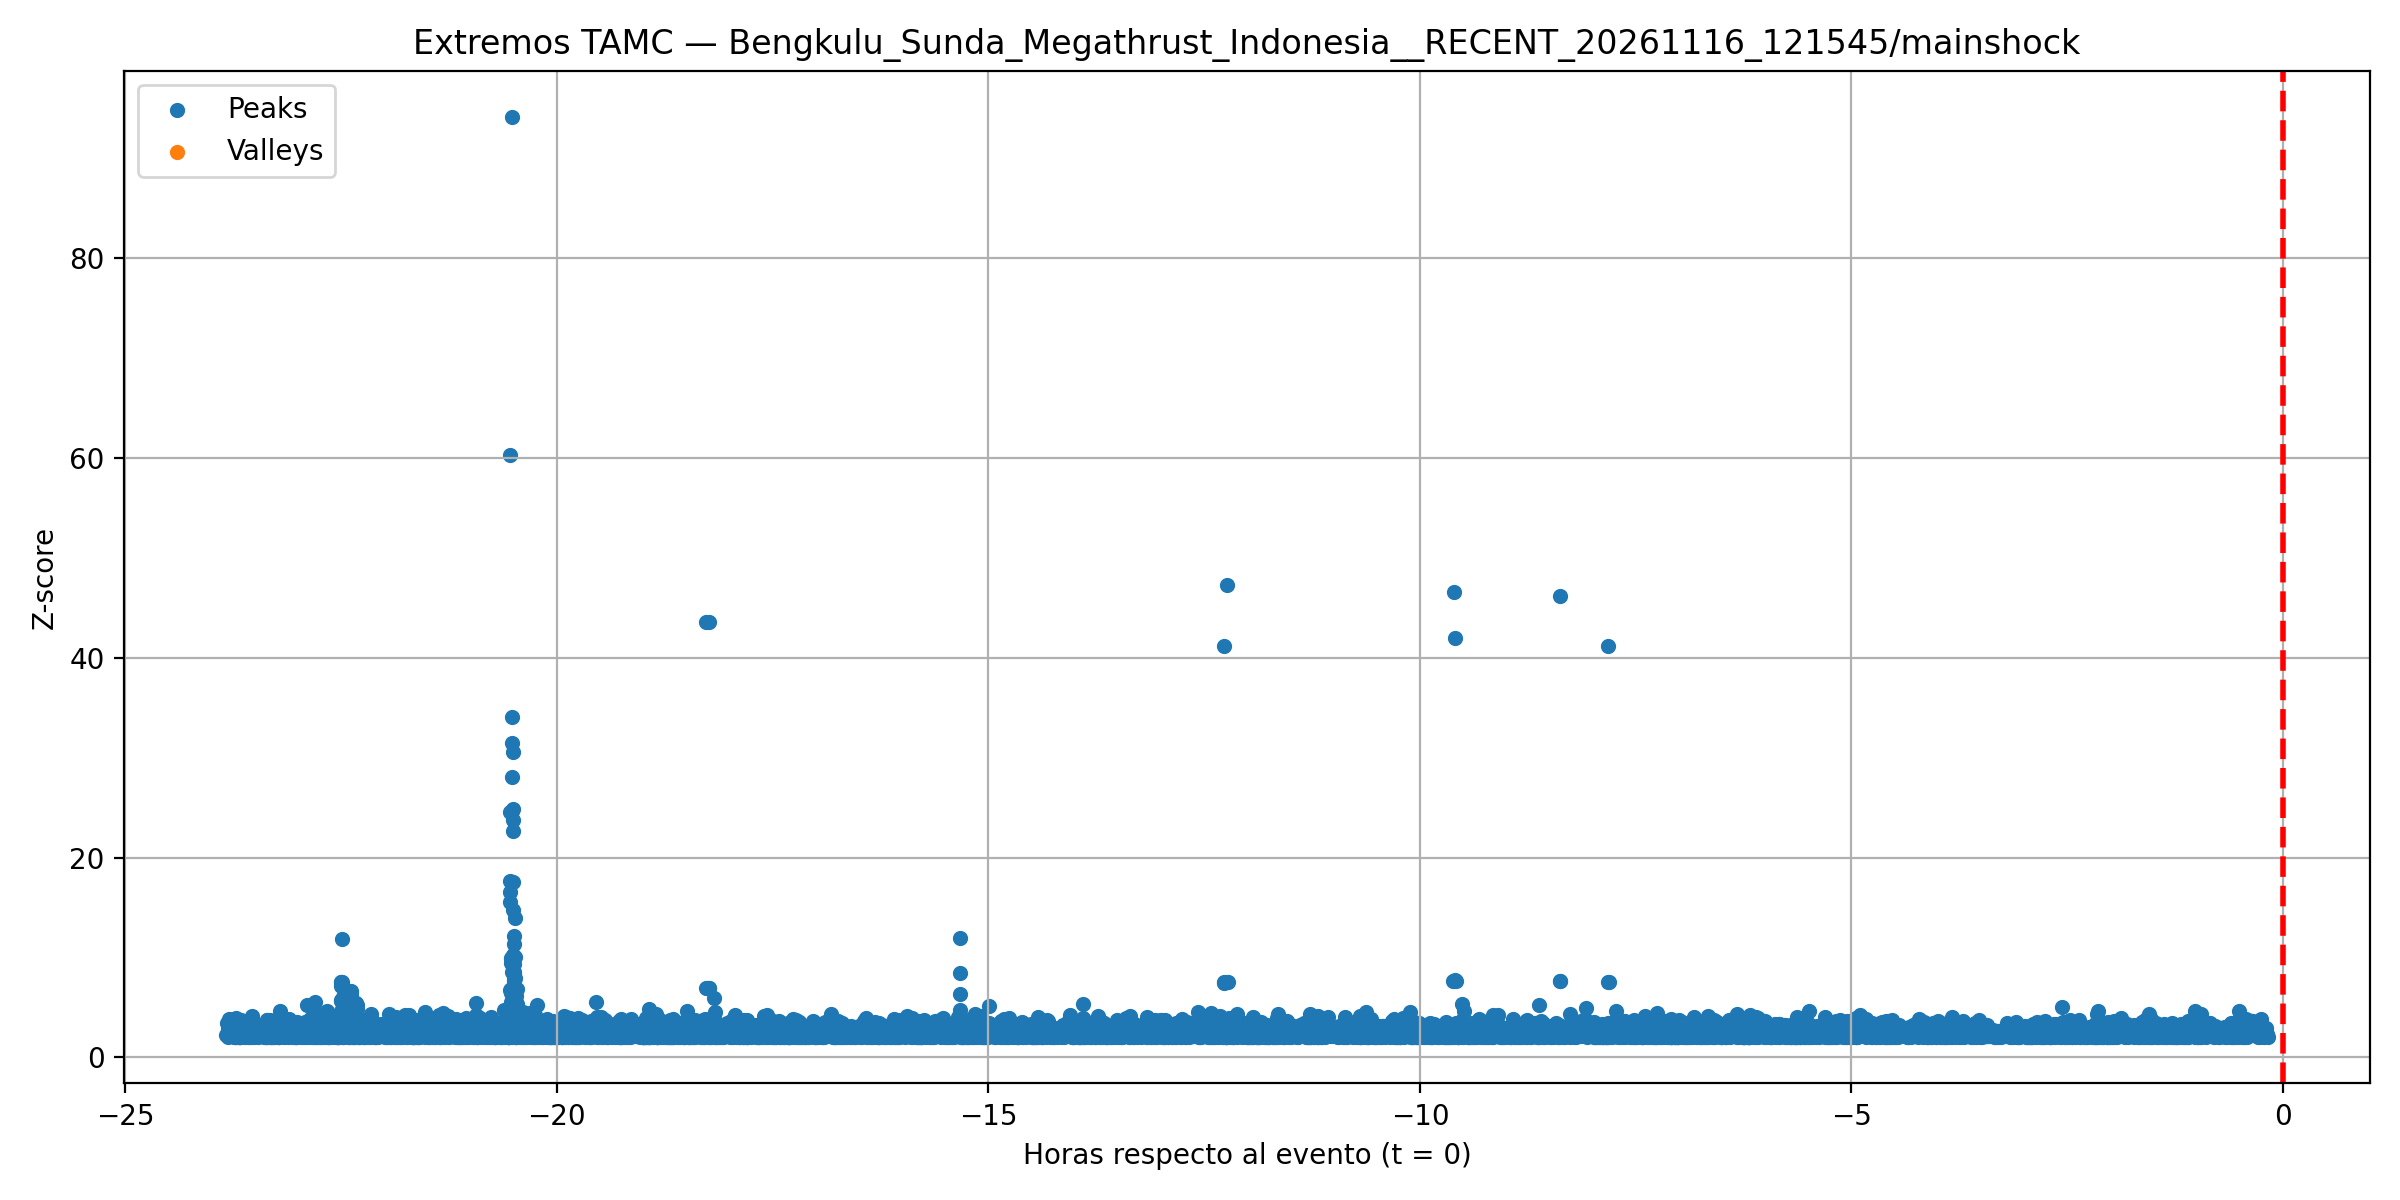 Extremos TAMC — Bengkulu_Sunda_Megathrust_Indonesia__RECENT_20261116_121545/mainshock
Peaks
Valleys
80
60
40
20
0
Z-score
−25
−20
−15
−10
−5
0
Horas respecto al evento (t = 0)